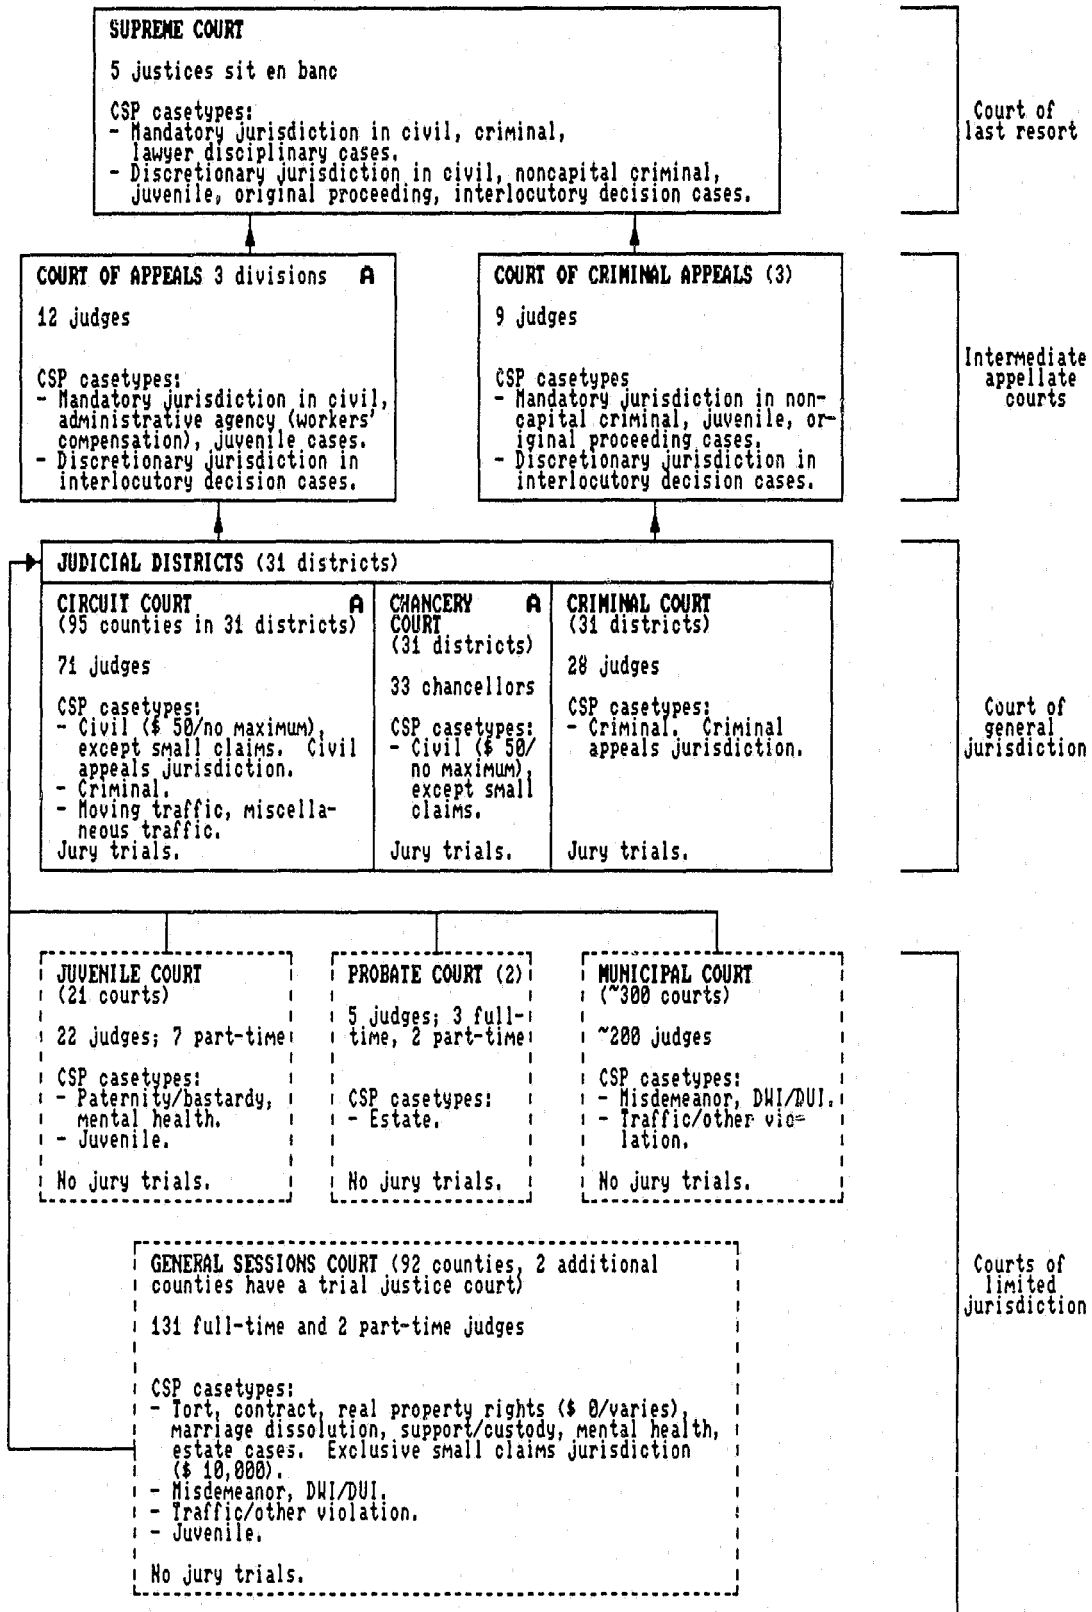 SUPREME COURT
5 justices sit en banc
CSP casetypes:
- Mandatory jurisdiction in civil, criminal,
lawyer disciplinary cases.
- Discretionary jurisdiction in civil, noncapital criminal,
juvenile, original proceeding, interlocutory decision cases.
Court of
last resort
COURT OF APPEALS 3 divisions A
12 judges
CSP casetypes:
- Mandatory jurisdiction in civil,
administrative agency (workers'
compensation), juvenile cases.
- Discretionary jurisdiction in
interlocutory decision cases.
COURT OF CRIMINAL APPEALS (3)
9 judges
CSP casetypes
- Mandatory jurisdiction in non-
capital criminal, juvenile, or-
iginal proceeding cases.
- Discretionary jurisdiction in
interlocutory decision cases.
Intermediate
appellate
courts
JUDICIAL DISTRICTS (31 districts)
CIRCUIT COURT A
(95 counties in 31 districts)
71 judges
CSP casetypes:
- Civil ($ 50/no maximum),
except small claims. Civil
appeals jurisdiction.
- Criminal.
- Moving traffic, miscella-
neous traffic.
Jury trials.
CHANCERY A
COURT
(31 districts)
33 chancellors
CSP casetypes:
- Civil ($ 50/
no maximum),
except small
claims.
Jury trials.
CRIMINAL COURT
(31 districts)
28 judges
CSP casetypes:
- Criminal. Criminal
appeals jurisdiction.
Jury trials.
Court of
general
jurisdiction
JUVENILE COURT
(21 courts)
22 judges; 7 part-time
CSP casetypes:
- Paternity/bastardy,
mental health.
- Juvenile.
No jury trials.
PROBATE COURT (2)
5 judges; 3 full-
time, 2 part-time
CSP casetypes:
- Estate.
No jury trials.
MUNICIPAL COURT
(~300 courts)
~200 judges
CSP casetypes:
- Misdemeanor, DWI/DUI.
- Traffic/other vio-
lation.
No jury trials.
GENERAL SESSIONS COURT (92 counties, 2 additional
counties have a trial justice court)
131 full-time and 2 part-time judges
CSP casetypes:
- Tort, contract, real property rights ($ 0/varies),
marriage dissolution, support/custody, mental health,
estate cases. Exclusive small claims jurisdiction
($ 10,000).
- Misdemeanor, DWI/DUI.
- Traffic/other violation.
- Juvenile.
No jury trials.
Courts of
limited
jurisdiction